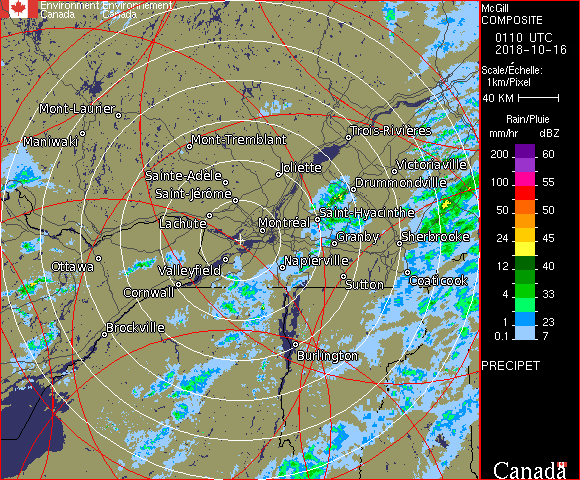 Environment Environnement
Canada Canada
McGill
COMPOSITE
0110 UTC
2018-10-16
Scale/Échelle:
1km/Pixel
40 KM
Rain/Pluie
mm/hr dBZ
200 60
100 55
50 50
24 45
12 40
8 33
4 33
1 23
0.1 7
PRECIPET
Canada
Mont-Laurier
Maniwaki
Mont-Tremblant
Trois-Rivières
Sainte-Adèle
Joliette
Victoriaville
Saint-Jérôme
Drummondville
Lachute
Montréal
Saint-Hyacinthe
Granby
Sherbrooke
Ottawa
Valleyfield
Napierville
Cornwall
Sutton
Coaticook
Brockville
Burlington